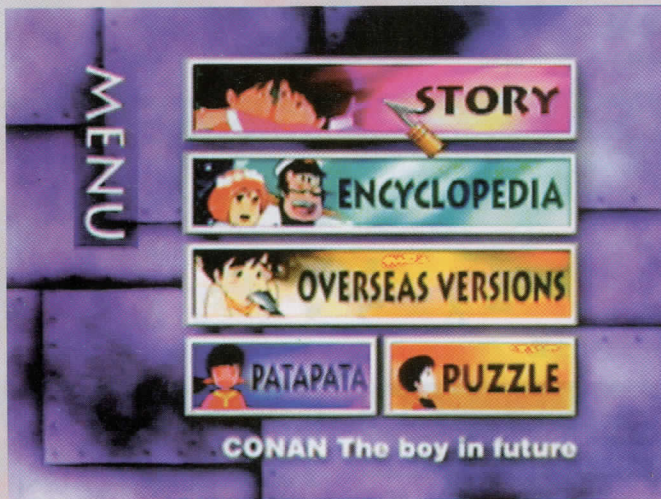 MENU
STORY
ENCYCLOPEDIA
OVERSEAS VERSIONS
PATAPATA
PUZZLE
CONAN The boy in future